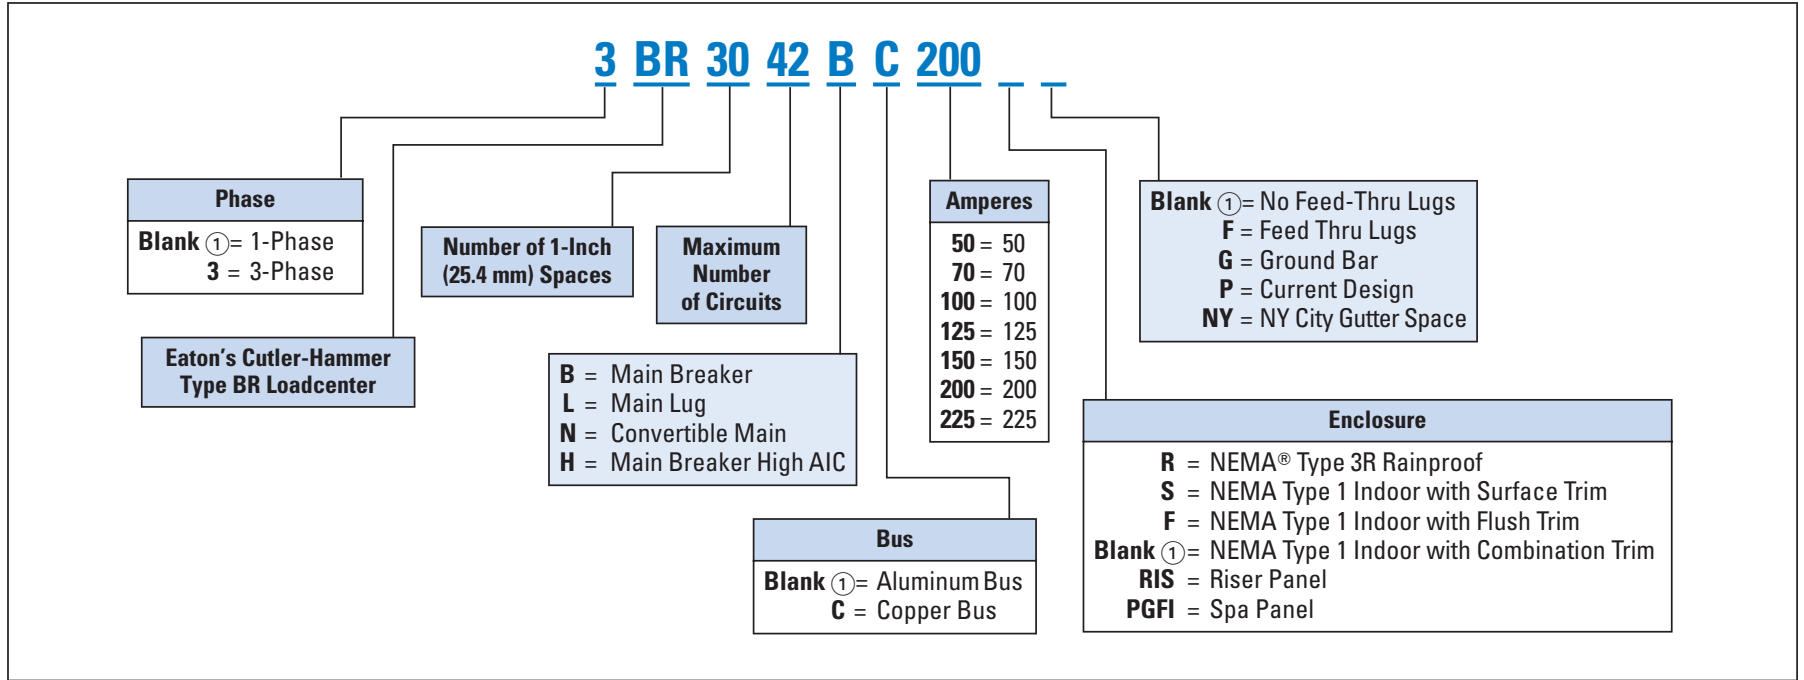 3 BR 30 42 B C 200 _ _
Phase
Blank ①= 1-Phase
3 = 3-Phase
Eaton's Cutler-Hammer
Type BR Loadcenter
Number of 1-Inch
(25.4 mm) Spaces
Maximum
Number
of Circuits
B = Main Breaker
L = Main Lug
N = Convertible Main
H = Main Breaker High AIC
Bus
Blank ①= Aluminum Bus
C = Copper Bus
Amperes
50 = 50
70 = 70
100 = 100
125 = 125
150 = 150
200 = 200
225 = 225
Blank ①= No Feed-Thru Lugs
F = Feed Thru Lugs
G = Ground Bar
P = Current Design
NY = NY City Gutter Space
Enclosure
R = NEMA® Type 3R Rainproof
S = NEMA Type 1 Indoor with Surface Trim
F = NEMA Type 1 Indoor with Flush Trim
Blank ①= NEMA Type 1 Indoor with Combination Trim
RIS = Riser Panel
PGFI = Spa Panel